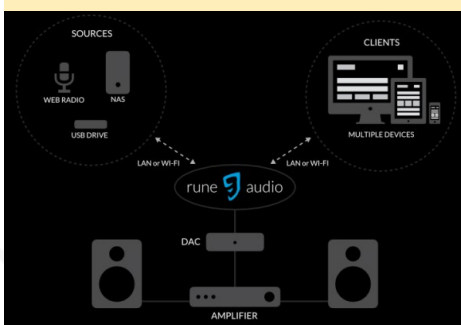 SOURCES
CLIENTS
WEB RADIO
NAS
USB DRIVE
MULTIPLE DEVICES
LAN or WI-FI
LAN or WI-FI
rune audio
DAC
AMPLIFIER